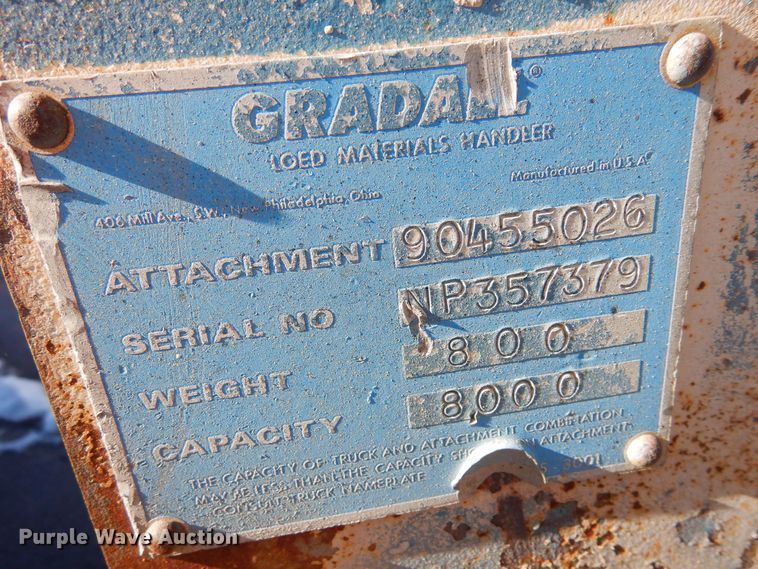 GRADALL®
LOED MATERIALS HANDLER
406 Mill Ave., S.W., New Philadelphia, Ohio
Manufactured in U.S.A.
ATTACHMENT 90455026
SERIAL NO NP357379
WEIGHT 800
CAPACITY 8,000
THE CAPACITY OF TRUCK AND ATTACHMENT COMBINATION
MAY BE LESS THAN THE CAPACITY SHOWN ON ATTACHMENT
CONSULT TRUCK NAMEPLATE
Purple Wave Auction